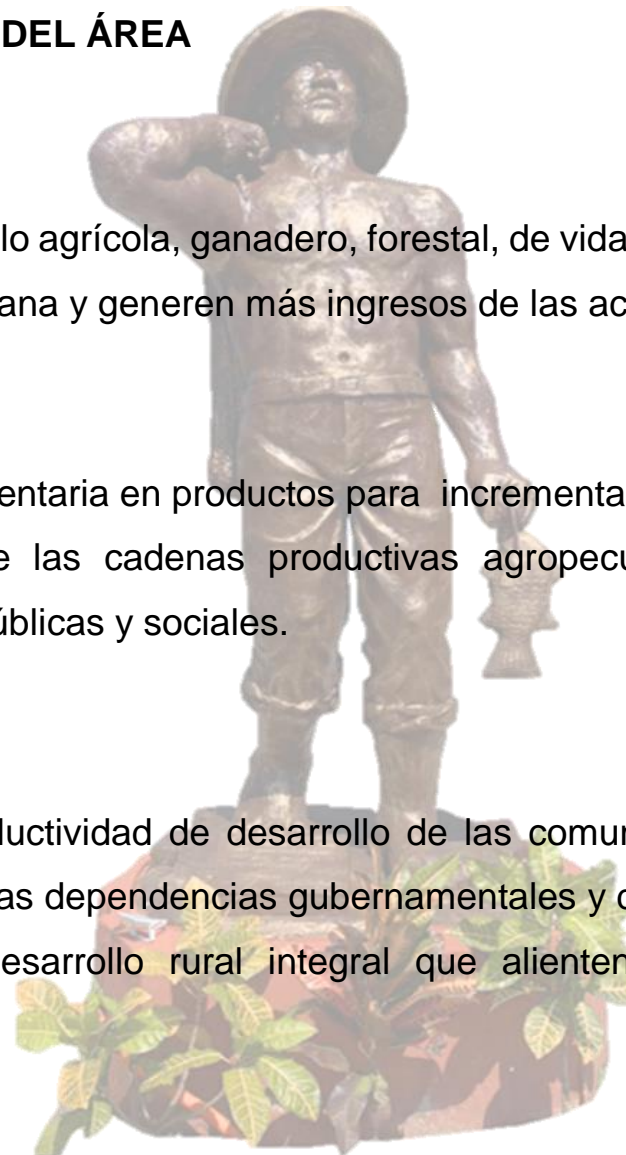 DEL ÁREA
lo agrícola, ganadero, forestal, de vida
ana y generen más ingresos de las ac
entaria en productos para incrementa
e las cadenas productivas agropecu
úblicas y sociales.
uctividad de desarrollo de las comur
as dependencias gubernamentales y c
esarrollo rural integral que alienten